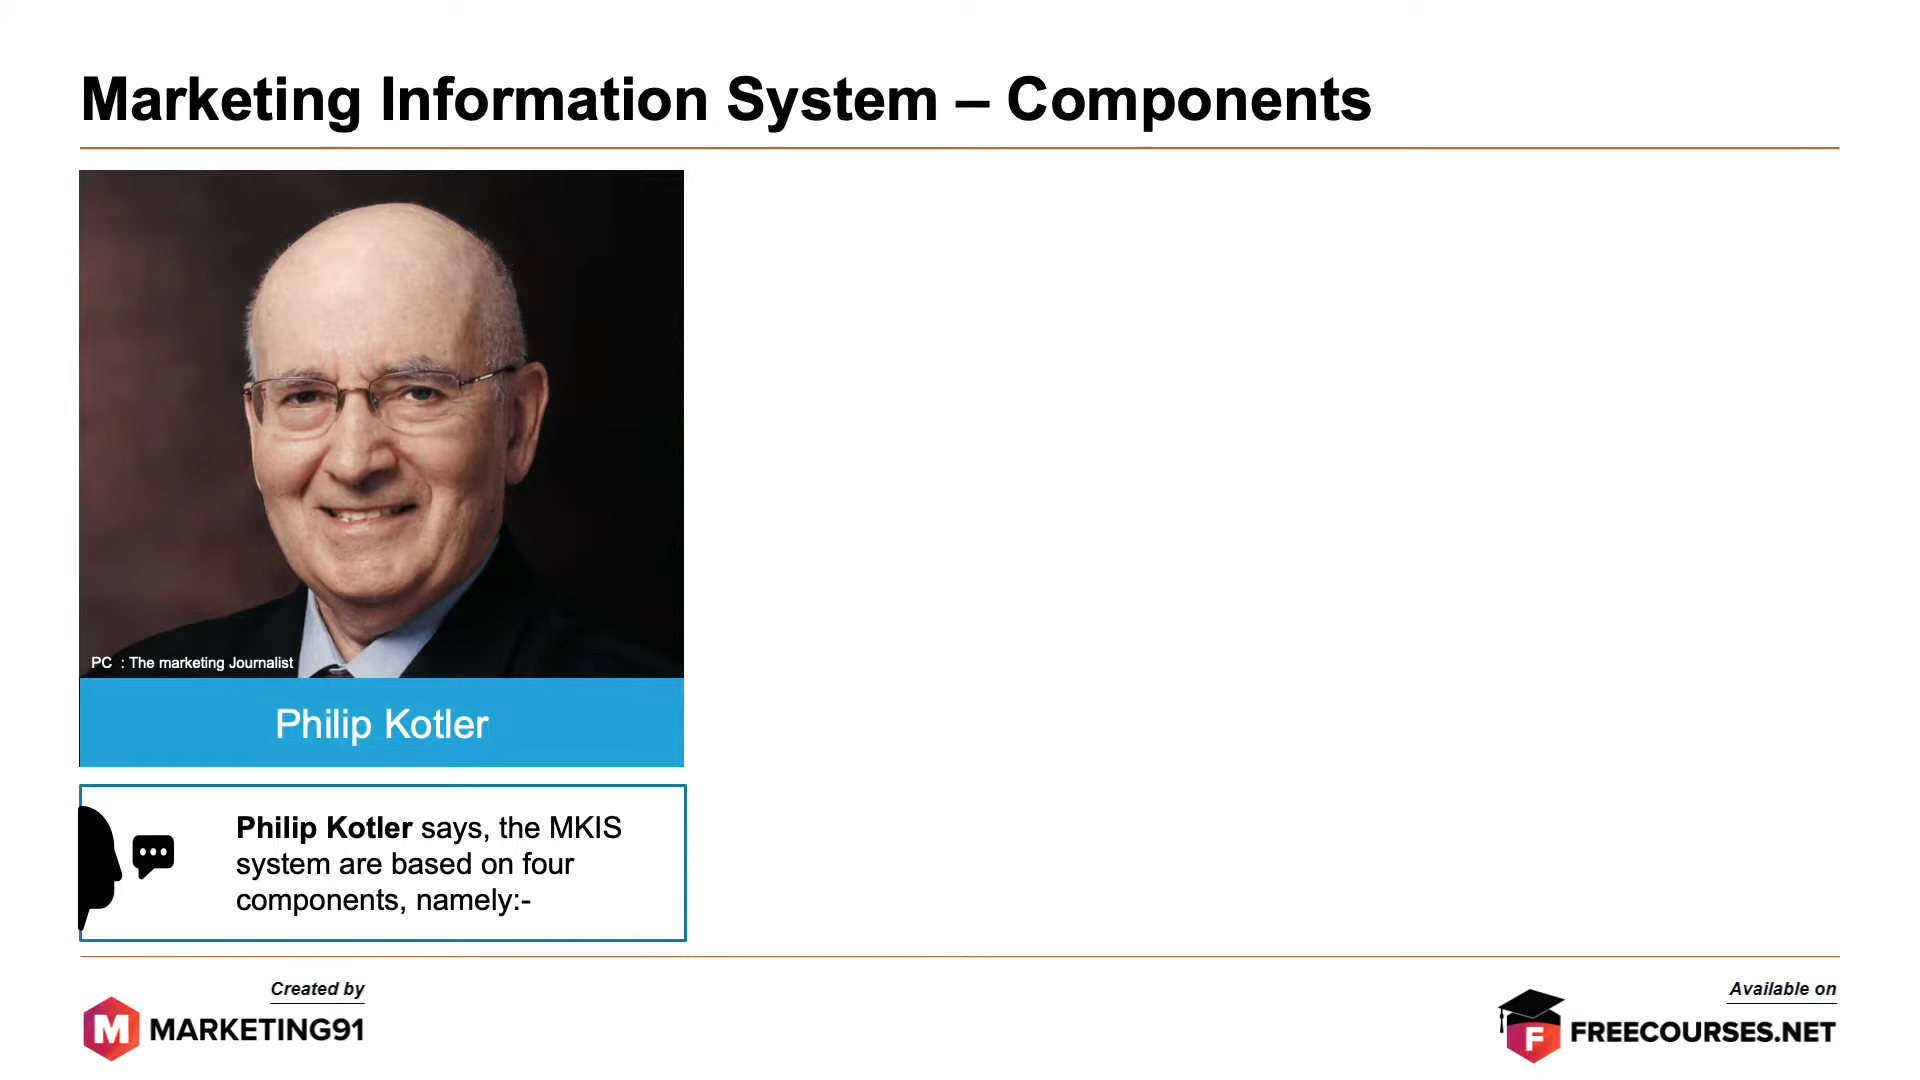 Marketing Information System – Components
PC : The marketing Journalist
Philip Kotler
Philip Kotler says, the MKIS
system are based on four
components, namely:-
Created by
M MARKETING91
Available on
F FREECOURSES.NET